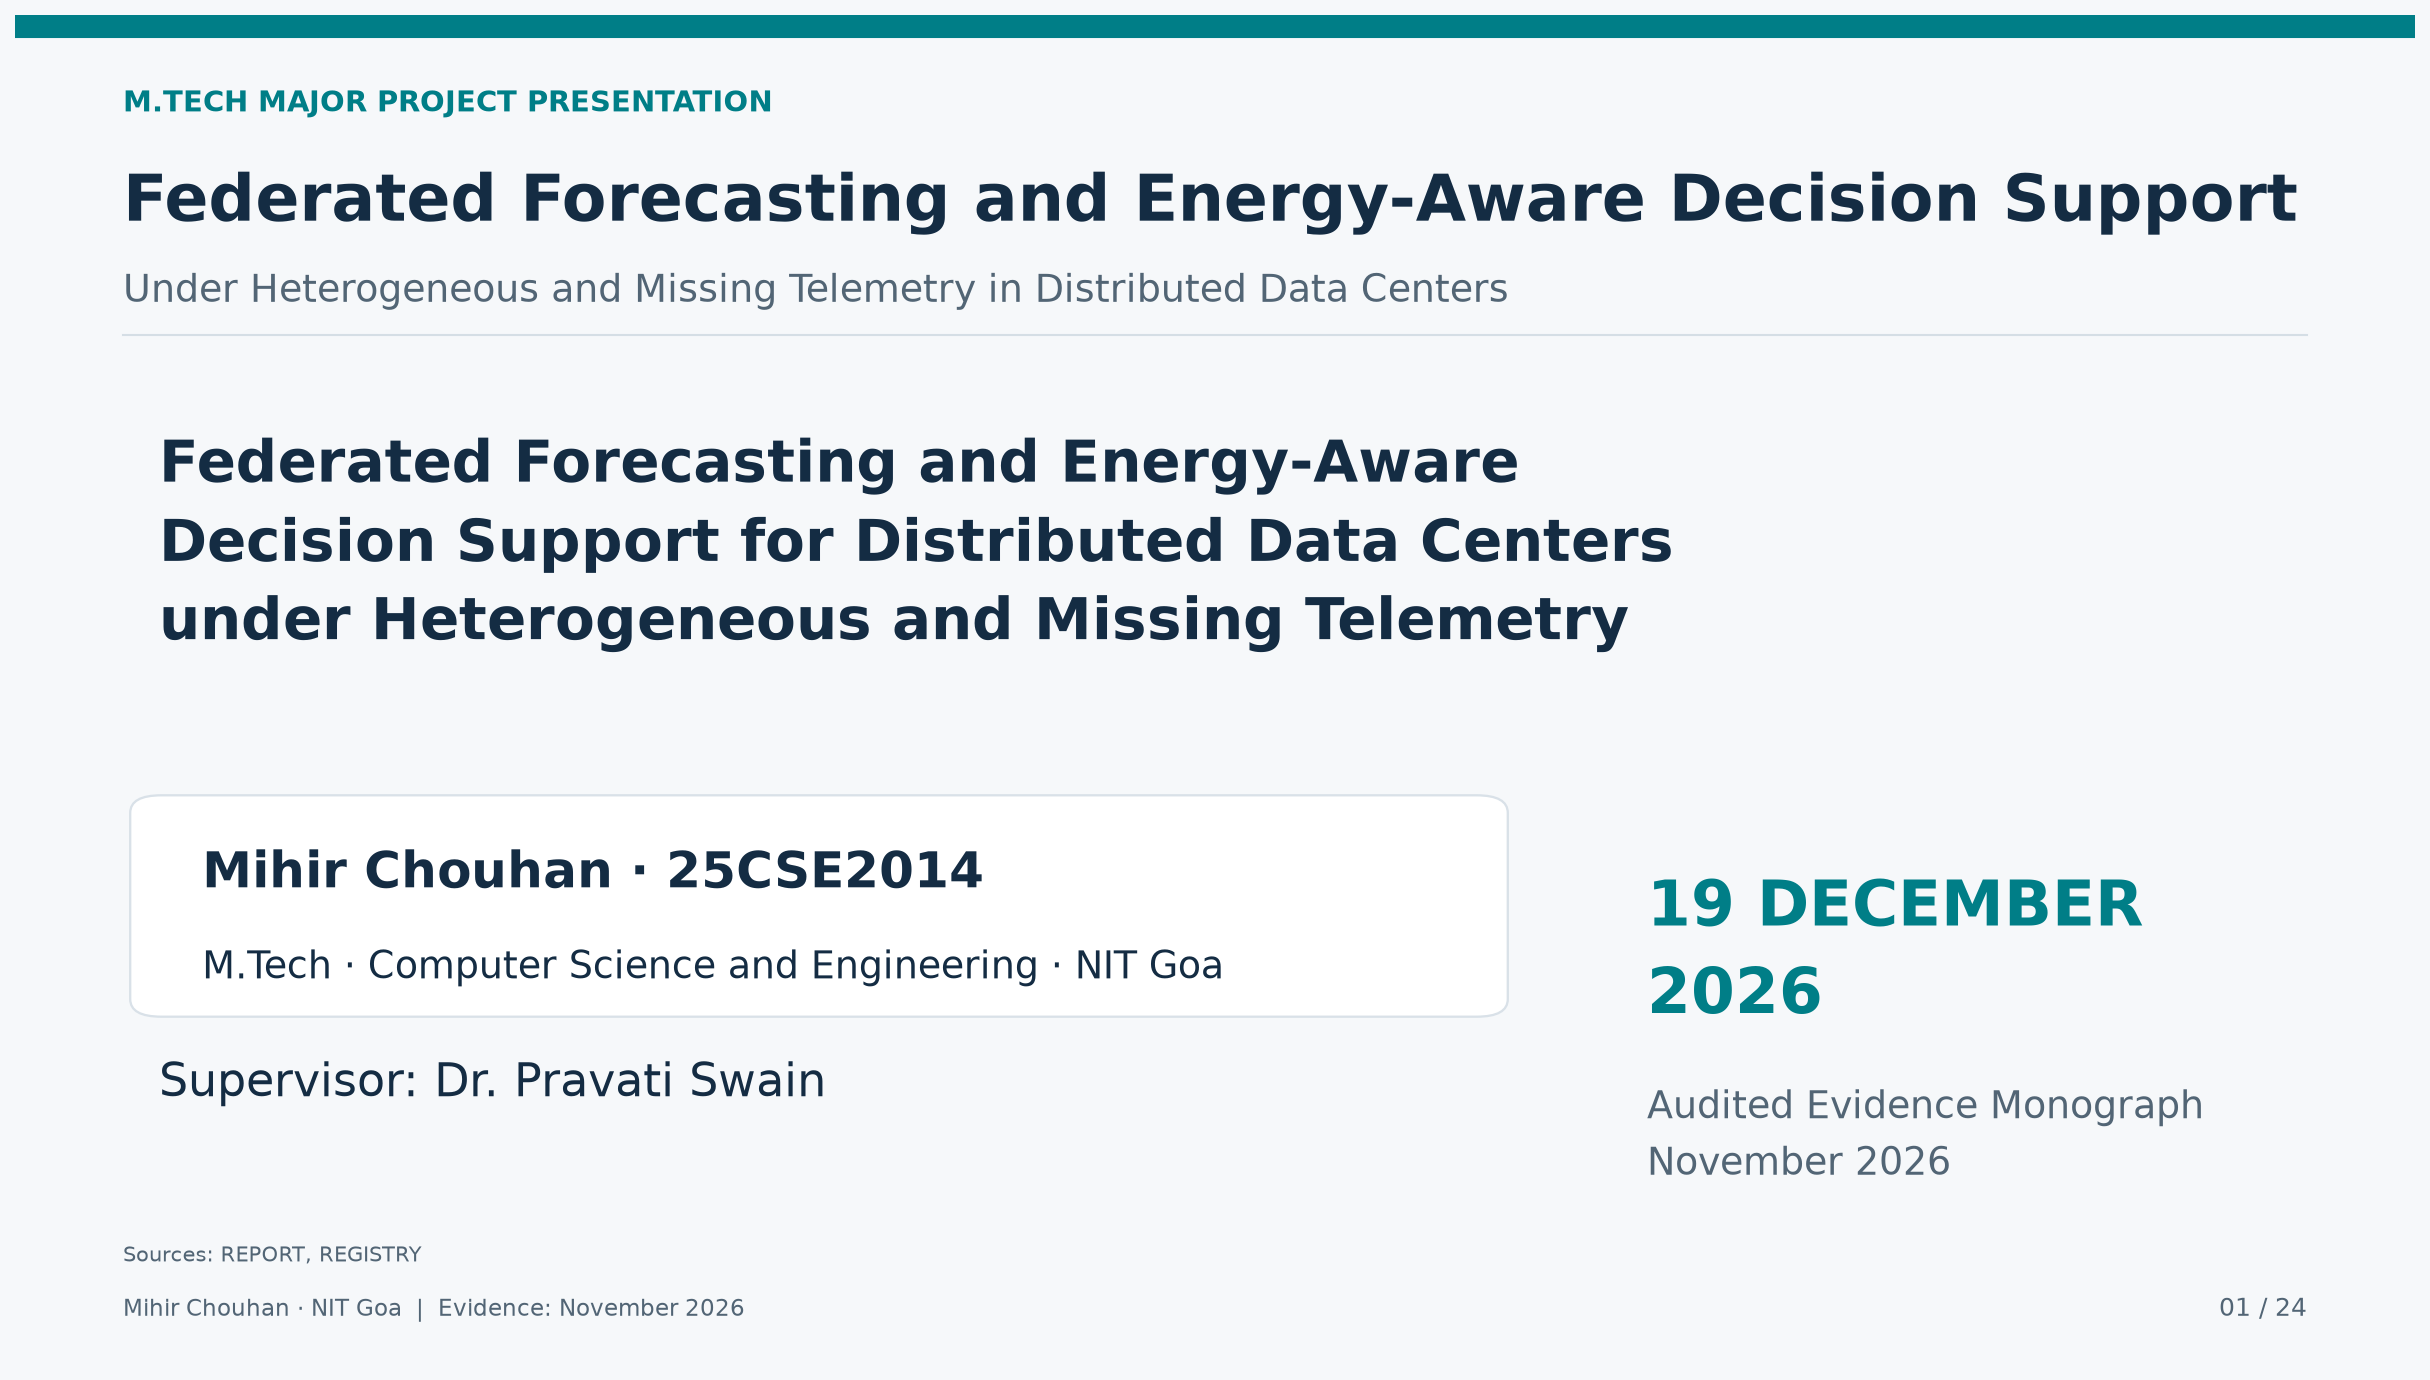 M.TECH MAJOR PROJECT PRESENTATION
Federated Forecasting and Energy-Aware Decision Support
Under Heterogeneous and Missing Telemetry in Distributed Data Centers
Federated Forecasting and Energy-Aware
Decision Support for Distributed Data Centers
under Heterogeneous and Missing Telemetry
Mihir Chouhan · 25CSE2014
M.Tech · Computer Science and Engineering · NIT Goa
Supervisor: Dr. Pravati Swain
19 DECEMBER
2026
Audited Evidence Monograph
November 2026
Sources: REPORT, REGISTRY
Mihir Chouhan · NIT Goa | Evidence: November 2026
01 / 24